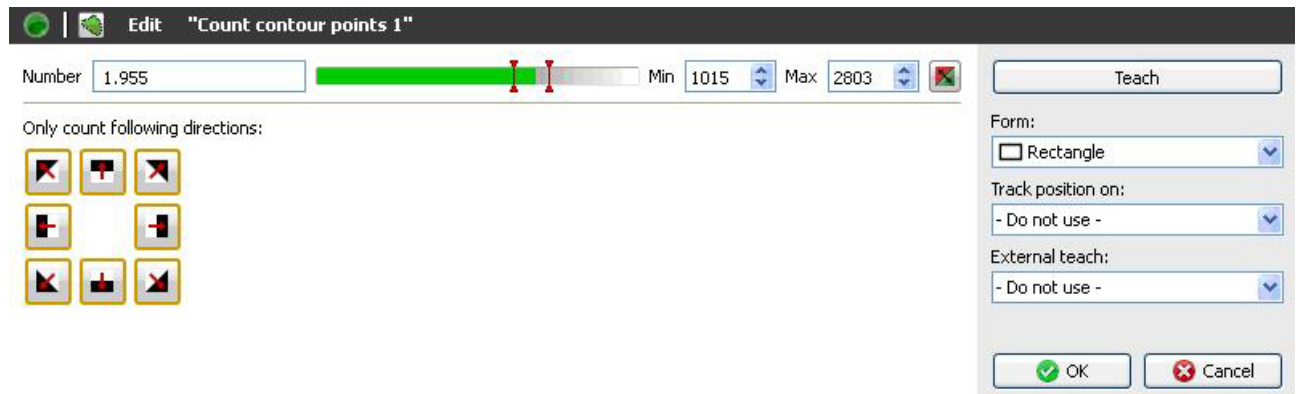 Edit "Count contour points 1"
Number 1.955 Min 1015 Max 2803
Teach
Only count following directions:
Form:
Rectangle
Track position on:
- Do not use -
External teach:
- Do not use -
OK Cancel